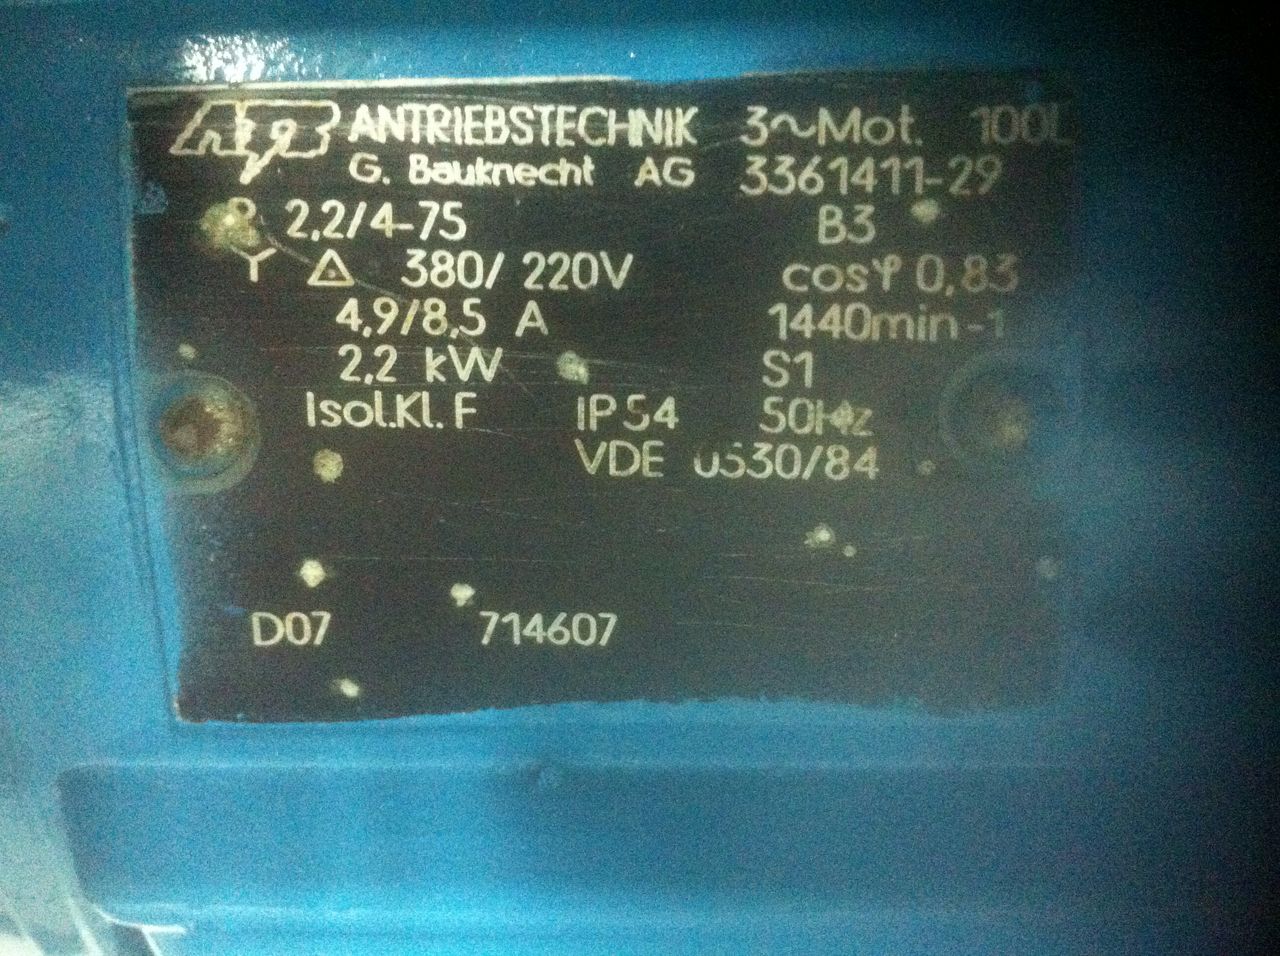 ANTRIEBSTECHNIK 3~Mot. 100L
G. Bauknecht AG 3361411-29
2,2/4-75 B3
Y △ 380/ 220V cosφ 0,83
4,9/8,5 A 1440min-1
2,2 kW S1
Isol.Kl. F IP54 50Hz
VDE 0530/84
D07 714607